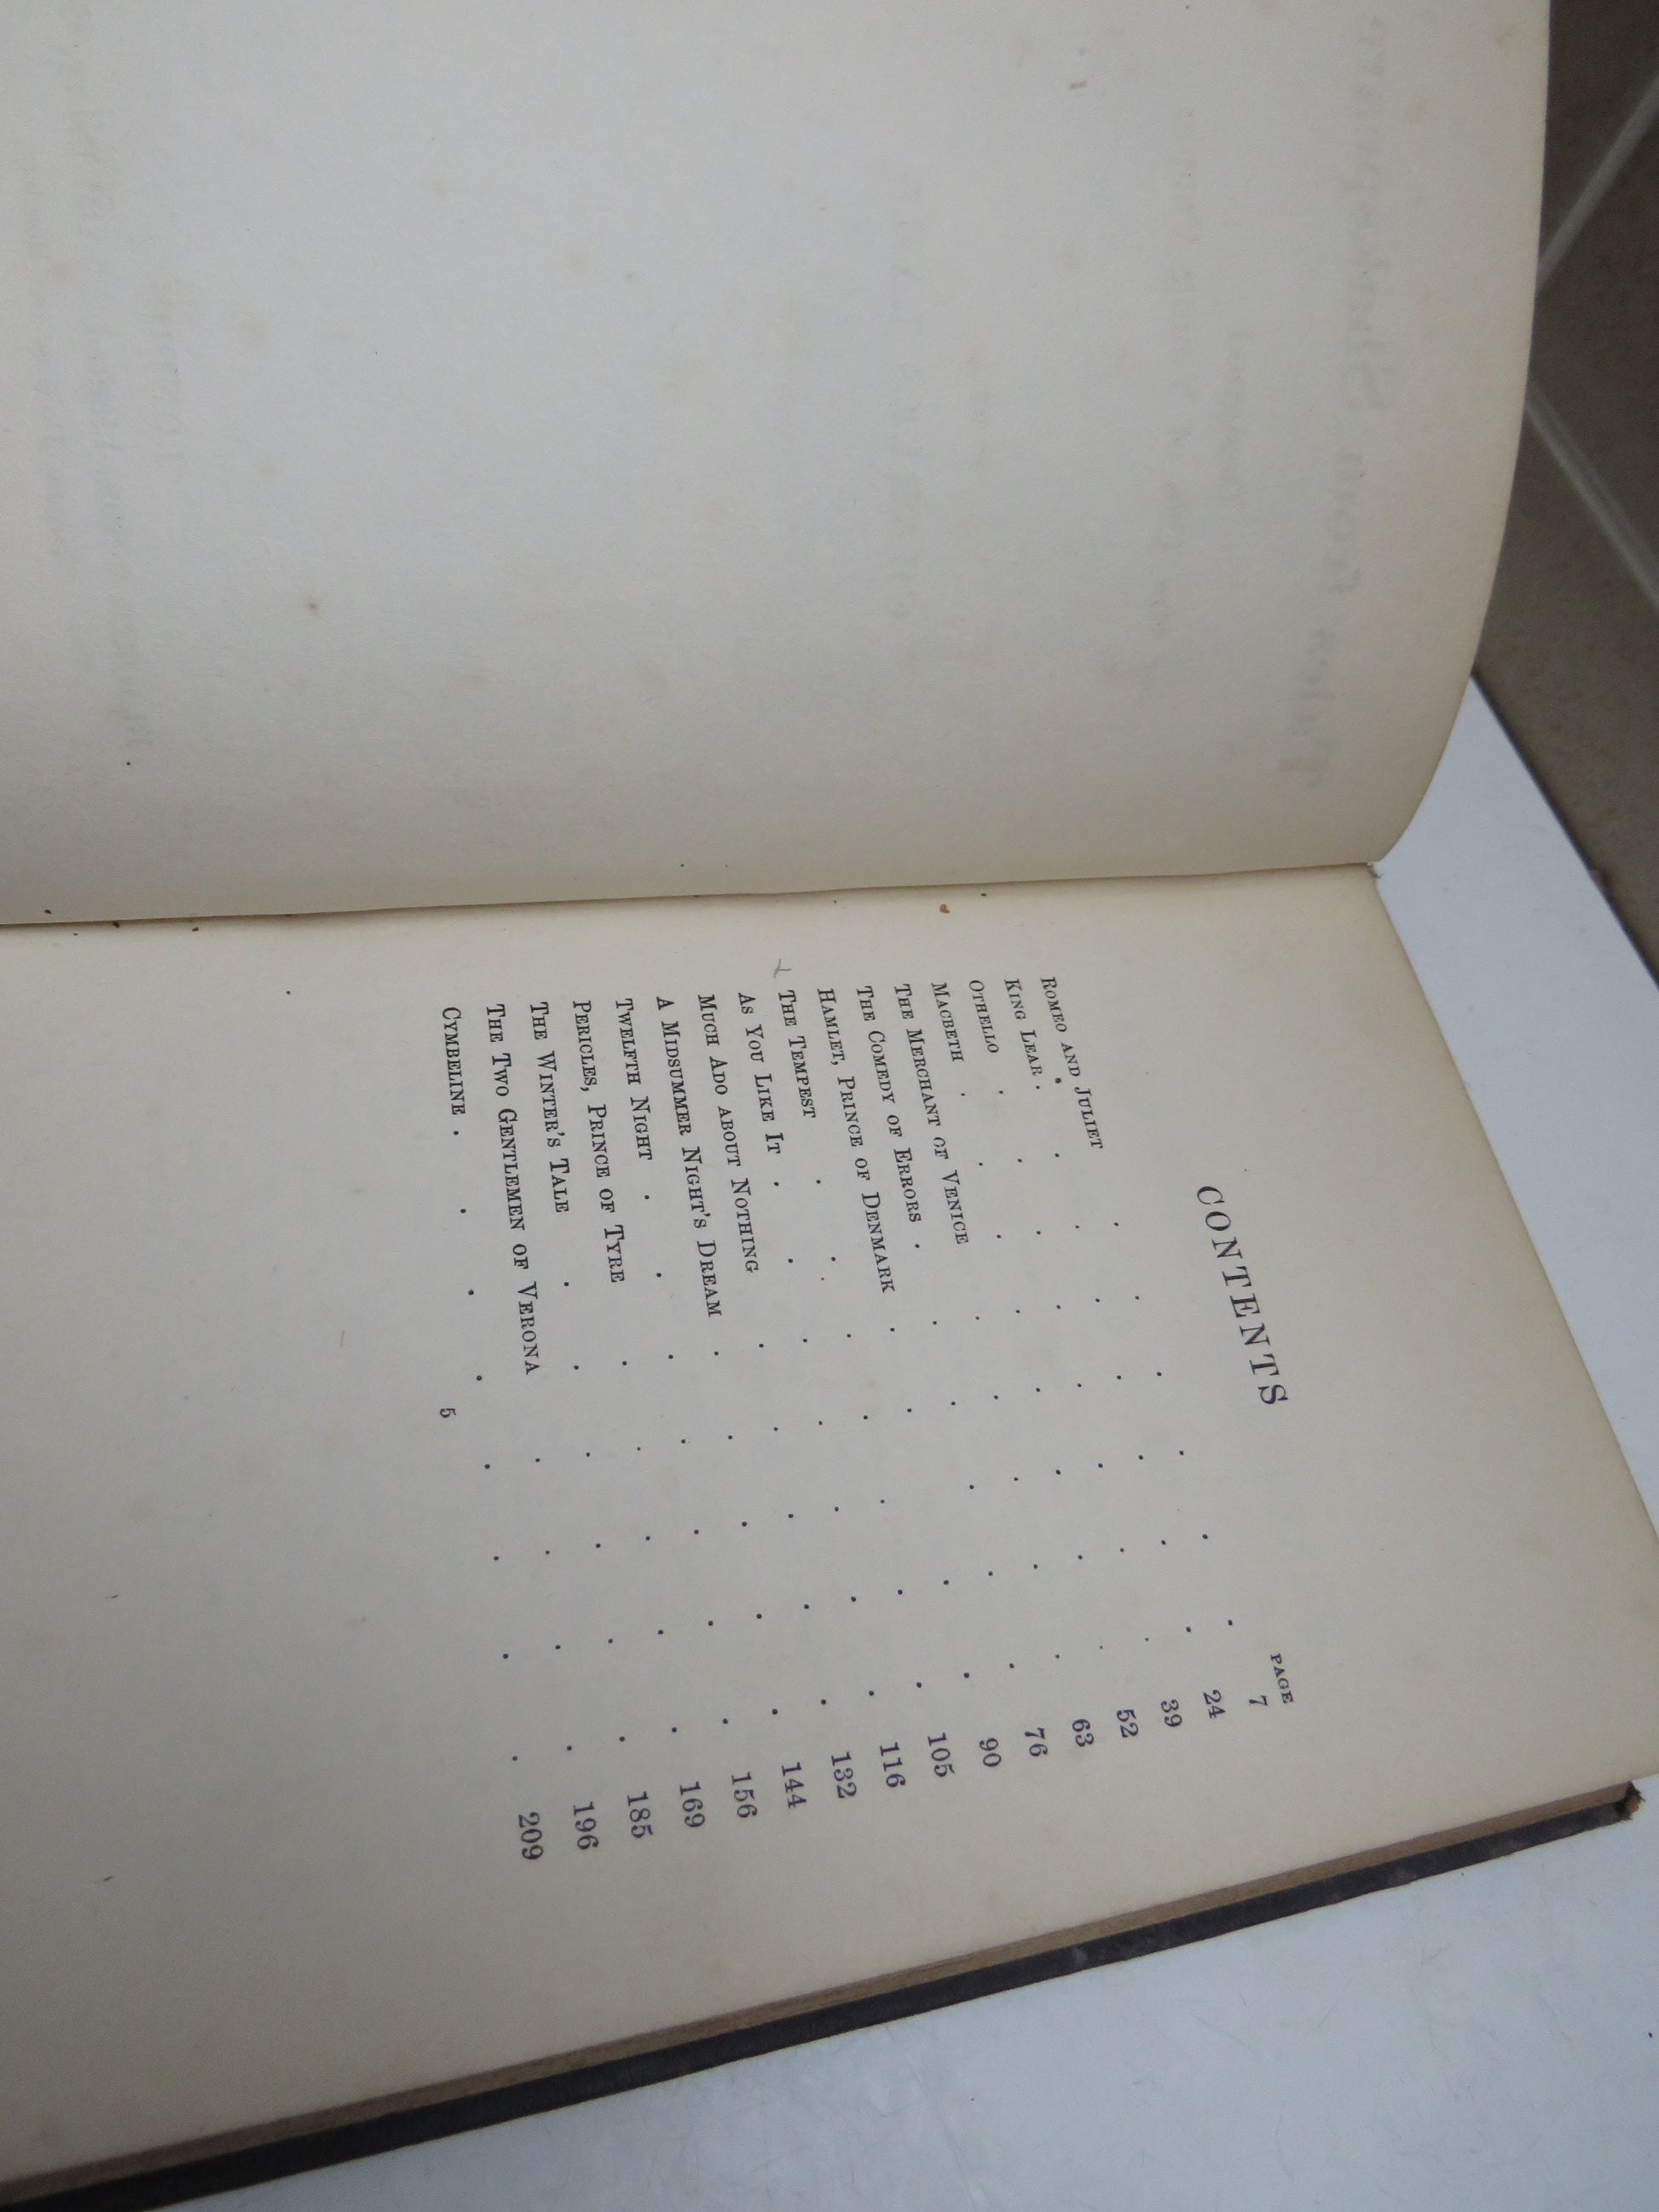 CONTENTS
PAGE
ROMEO AND JULIET . . . . . . . 7
KING LEAR . . . . . . . . 24
OTHELLO . . . . . . . . 39
MACBETH . . . . . . . . 52
THE MERCHANT OF VENICE . . . . . 63
THE COMEDY OF ERRORS . . . . . . 76
HAMLET, PRINCE OF DENMARK . . . . . 90
THE TEMPEST . . . . . . . 105
AS YOU LIKE IT . . . . . . . 116
MUCH ADO ABOUT NOTHING . . . . . 132
A MIDSUMMER NIGHT'S DREAM . . . . . 144
TWELFTH NIGHT . . . . . . . 156
PERICLES, PRINCE OF TYRE . . . . . 169
THE WINTER'S TALE . . . . . . 185
THE TWO GENTLEMEN OF VERONA . . . . 196
CYMBELINE . . . . . . . . 209
5